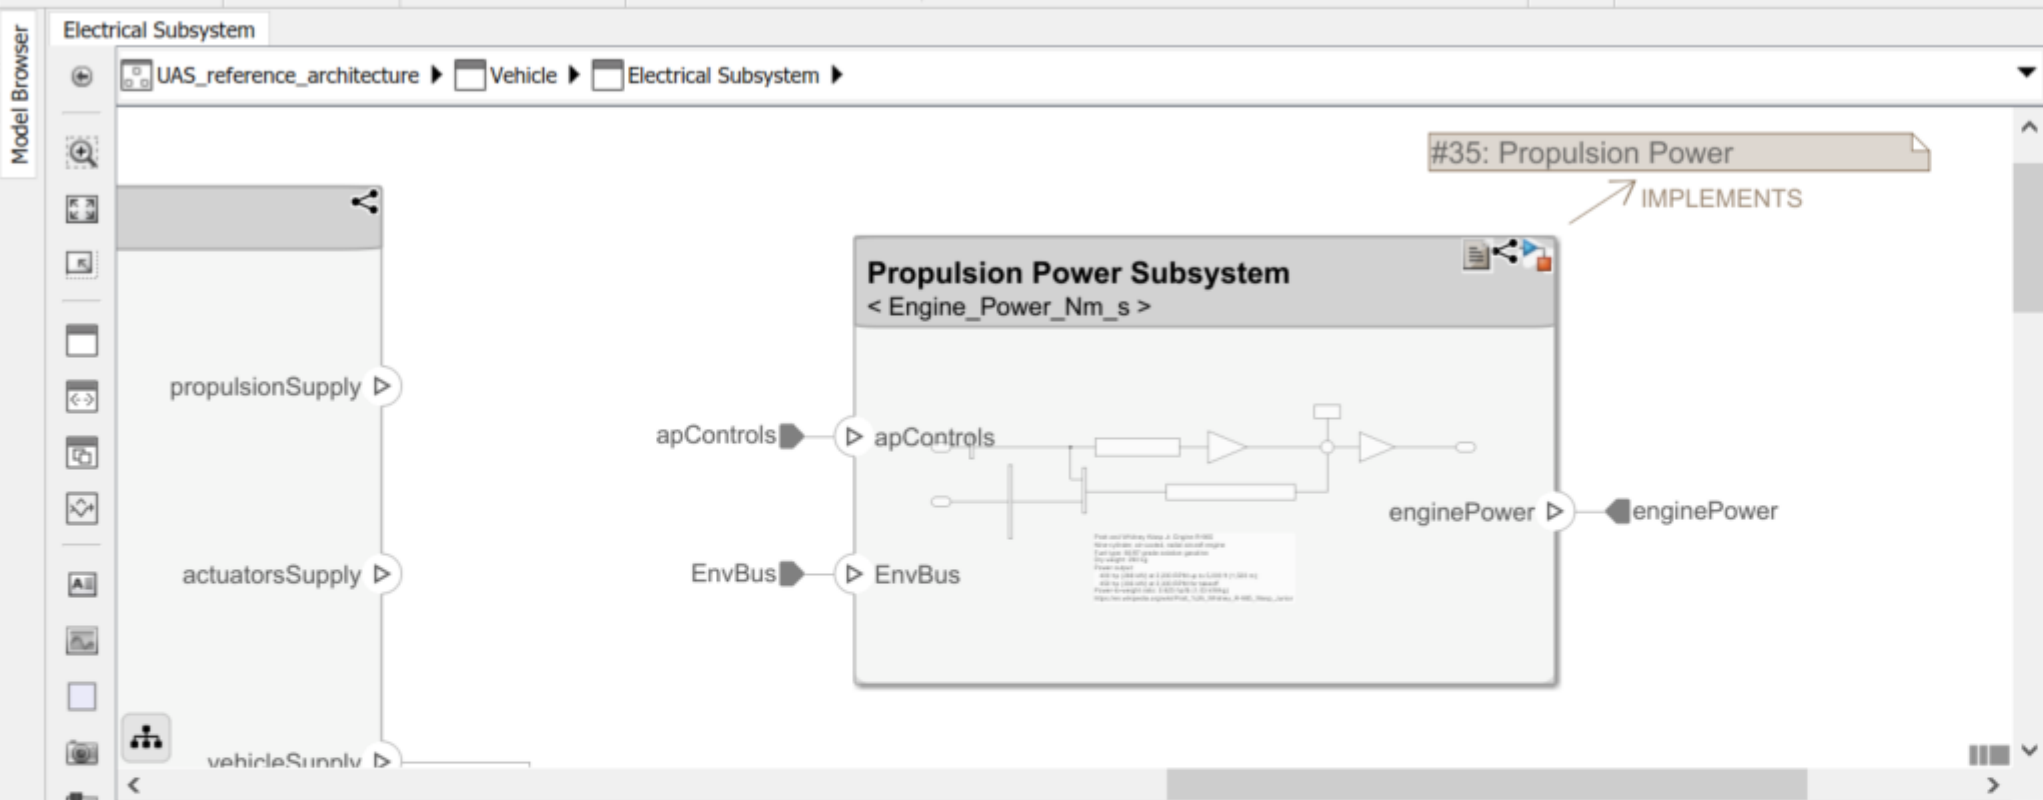 Electrical Subsystem
Model Browser
UAS_reference_architecture
Vehicle
Electrical Subsystem
#35: Propulsion Power
IMPLEMENTS
Propulsion Power Subsystem
< Engine_Power_Nm_s >
propulsionSupply
apControls
apControls
enginePower
enginePower
actuatorsSupply
EnvBus
EnvBus
vehicleSupply